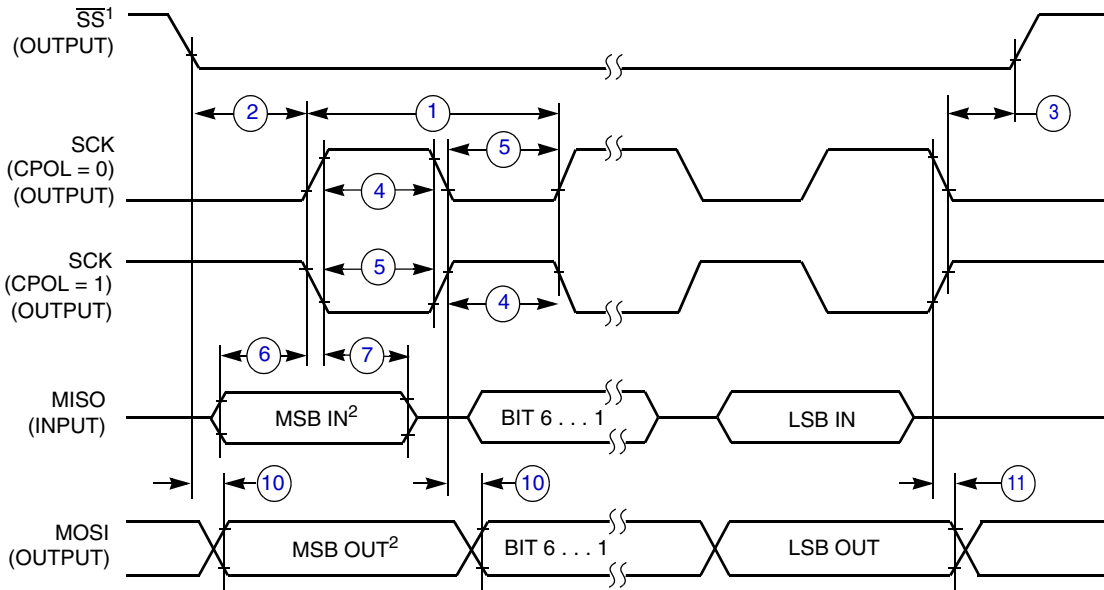 SS¹
(OUTPUT)
2
1
3
SCK
(CPOL = 0)
(OUTPUT)
5
4
SCK
(CPOL = 1)
(OUTPUT)
5
4
6
7
MISO
(INPUT)
MSB IN²
BIT 6 . . . 1
LSB IN
10
10
11
MOSI
(OUTPUT)
MSB OUT²
BIT 6 . . . 1
LSB OUT